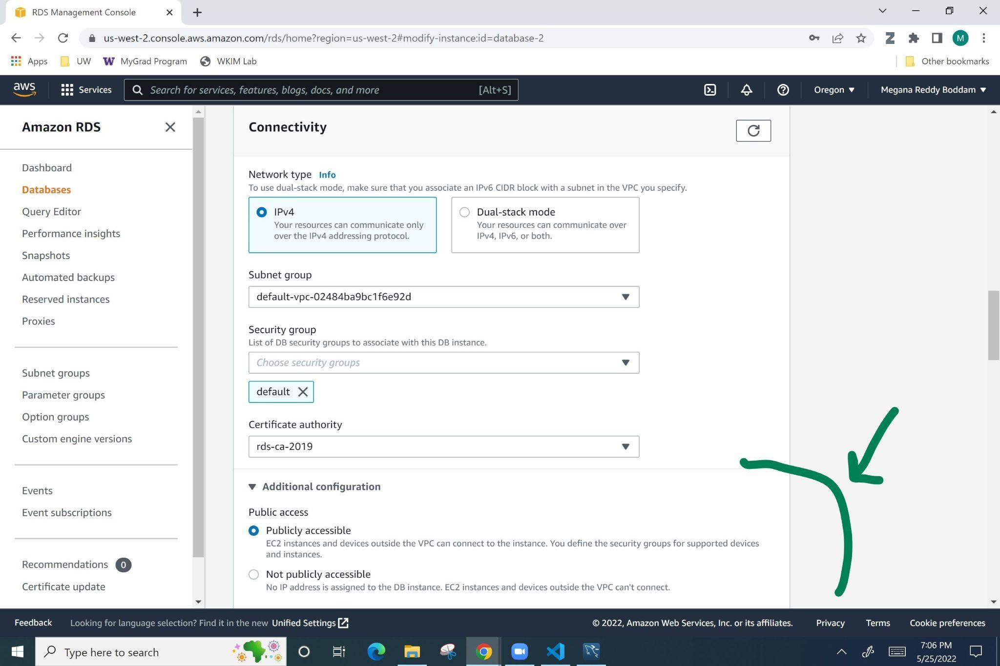 RDS Management Console
us-west-2.console.aws.amazon.com/rds/home?region=us-west-2#modify-instance:id=database-2
M
Apps
UW
W MyGrad Program
WKIM Lab
Other bookmarks
aws
Services
Search for services, features, blogs, docs, and more
[Alt+S]
Oregon
Megana Reddy Boddam
Amazon RDS
Dashboard
Databases
Query Editor
Performance insights
Snapshots
Automated backups
Reserved instances
Proxies
Subnet groups
Parameter groups
Option groups
Custom engine versions
Events
Event subscriptions
Recommendations 0
Certificate update
Connectivity
Network type Info
To use dual-stack mode, make sure that you associate an IPv6 CIDR block with a subnet in the VPC you specify.
IPv4
Your resources can communicate only
over the IPv4 addressing protocol.
Dual-stack mode
Your resources can communicate over
IPv4, IPv6, or both.
Subnet group
default-vpc-02484ba9bc1f6e92d
Security group
List of DB security groups to associate with this DB instance.
Choose security groups
default
Certificate authority
rds-ca-2019
Additional configuration
Public access
Publicly accessible
EC2 instances and devices outside the VPC can connect to the instance. You define the security groups for supported devices
and instances.
Not publicly accessible
No IP address is assigned to the DB instance. EC2 instances and devices outside the VPC can't connect.
Feedback
Looking for language selection? Find it in the new Unified Settings
© 2022, Amazon Web Services, Inc. or its affiliates.
Privacy
Terms
Cookie preferences
Type here to search
7:06 PM
5/25/2022